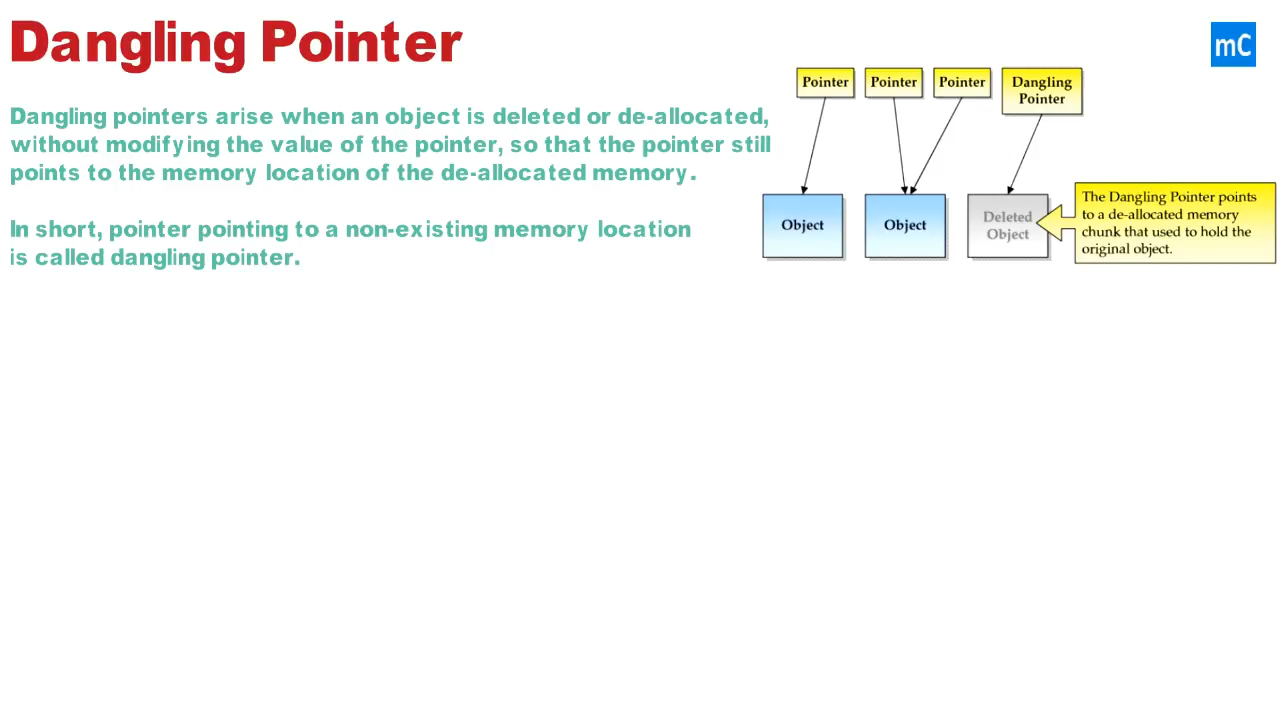 Dangling Pointer
mC
Dangling pointers arise when an object is deleted or de-allocated,
without modifying the value of the pointer, so that the pointer still
points to the memory location of the de-allocated memory.
In short, pointer pointing to a non-existing memory location
is called dangling pointer.
Pointer
Pointer
Pointer
Dangling
Pointer
Object
Object
Deleted
Object
The Dangling Pointer points
to a de-allocated memory
chunk that used to hold the
original object.